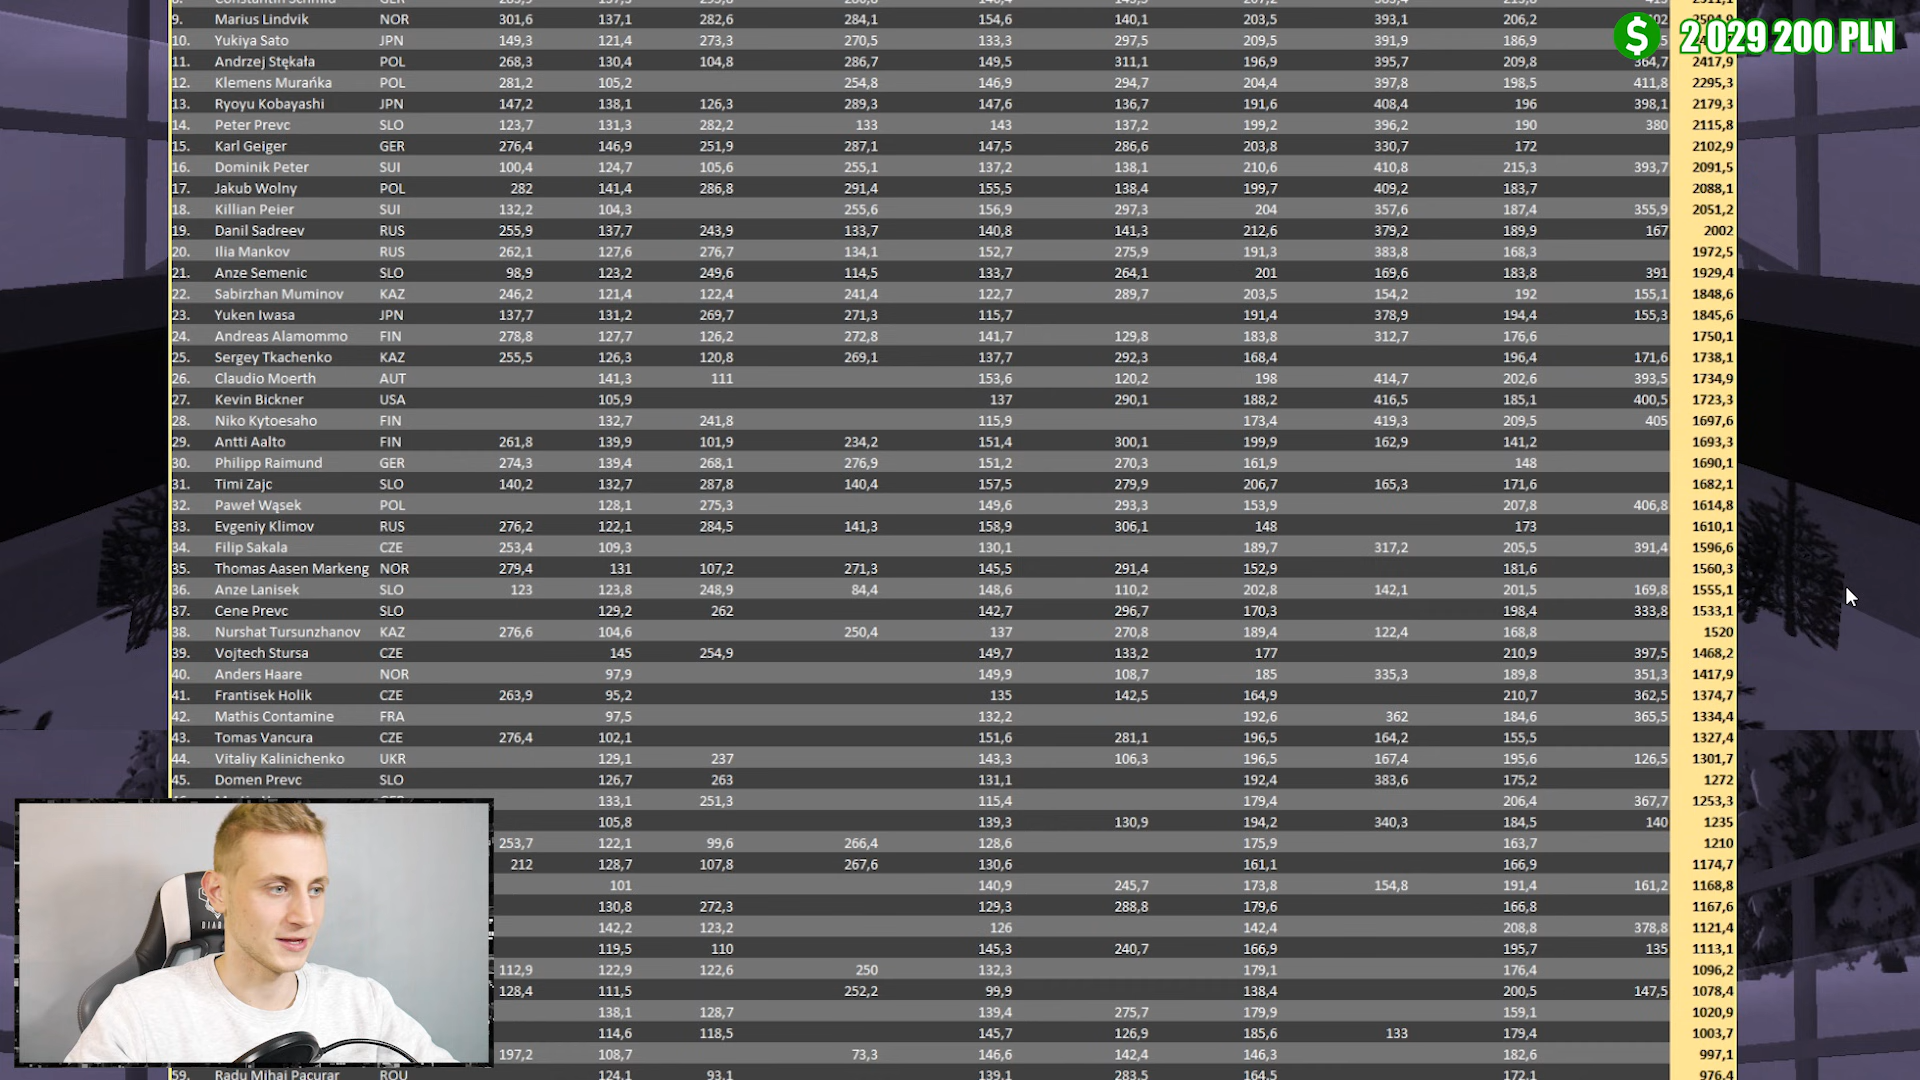 9. Marius Lindvik NOR 301,6 137,1 282,6 284,1 154,6 140,1 203,5 393,1 206,2
2 029 200 PLN
10. Yukiya Sato JPN 149,3 121,4 273,3 270,5 133,3 297,5 209,5 391,9 186,9
11. Andrzej Stękała POL 268,3 130,4 104,8 286,7 149,5 311,1 196,9 395,7 209,8 364,7 2417,9
12. Klemens Murańka POL 281,2 105,2 254,8 146,9 294,7 204,4 397,8 198,5 411,8 2295,3
13. Ryoyu Kobayashi JPN 147,2 138,1 126,3 289,3 147,6 136,7 191,6 408,4 196 398,1 2179,3
14. Peter Prevc SLO 123,7 131,3 282,2 133 143 137,2 199,2 396,2 190 380 2115,8
15. Karl Geiger GER 276,4 146,9 251,9 287,1 147,5 286,6 203,8 330,7 172 2102,9
16. Dominik Peter SUI 100,4 124,7 105,6 255,1 137,2 138,1 210,6 410,8 215,3 393,7 2091,5
17. Jakub Wolny POL 282 141,4 286,8 291,4 155,5 138,4 199,7 409,2 183,7 2088,1
18. Killian Peier SUI 132,2 104,3 255,6 156,9 297,3 204 357,6 187,4 355,9 2051,2
19. Danil Sadreev RUS 255,9 137,7 243,9 133,7 140,8 141,3 212,6 379,2 189,9 167 2002
20. Ilia Mankov RUS 262,1 127,6 276,7 134,1 152,7 275,9 191,3 383,8 168,3 1972,5
21. Anze Semenic SLO 98,9 123,2 249,6 114,5 133,7 264,1 201 169,6 183,8 391 1929,4
22. Sabirzhan Muminov KAZ 246,2 121,4 122,4 241,4 122,7 289,7 203,5 154,2 192 155,1 1848,6
23. Yuken Iwasa JPN 137,7 131,2 269,7 271,3 115,7 191,4 378,9 194,4 155,3 1845,6
24. Andreas Alamommo FIN 278,8 127,7 126,2 272,8 141,7 129,8 183,8 312,7 176,6 1750,1
25. Sergey Tkachenko KAZ 255,5 126,3 120,8 269,1 137,7 292,3 168,4 196,4 171,6 1738,1
26. Claudio Moerth AUT 141,3 111 153,6 120,2 198 414,7 202,6 393,5 1734,9
27. Kevin Bickner USA 105,9 137 290,1 188,2 416,5 185,1 400,5 1723,3
28. Niko Kytoesaho FIN 132,7 241,8 115,9 173,4 419,3 209,5 405 1697,6
29. Antti Aalto FIN 261,8 139,9 101,9 234,2 151,4 300,1 199,9 162,9 141,2 1693,3
30. Philipp Raimund GER 274,3 139,4 268,1 276,9 151,2 270,3 161,9 148 1690,1
31. Timi Zajc SLO 140,2 132,7 287,8 140,4 157,5 279,9 206,7 165,3 171,6 1682,1
32. Paweł Wąsek POL 128,1 275,3 149,6 293,3 153,9 207,8 406,8 1614,8
33. Evgeniy Klimov RUS 276,2 122,1 284,5 141,3 158,9 306,1 148 173 1610,1
34. Filip Sakala CZE 253,4 109,3 130,1 189,7 317,2 205,5 391,4 1596,6
35. Thomas Aasen Markeng NOR 279,4 131 107,2 271,3 145,5 291,4 152,9 181,6 1560,3
36. Anze Lanisek SLO 123 123,8 248,9 84,4 148,6 110,2 202,8 142,1 201,5 169,8 1555,1
37. Cene Prevc SLO 129,2 262 142,7 296,7 170,3 198,4 333,8 1533,1
38. Nurshat Tursunzhanov KAZ 276,6 104,6 250,4 137 270,8 189,4 122,4 168,8 1520
39. Vojtech Stursa CZE 145 254,9 149,7 133,2 177 210,9 397,5 1468,2
40. Anders Haare NOR 97,9 149,9 108,7 185 335,3 189,8 351,3 1417,9
41. Frantisek Holik CZE 263,9 95,2 135 142,5 164,9 210,7 362,5 1374,7
42. Mathis Contamine FRA 97,5 132,2 192,6 362 184,6 365,5 1334,4
43. Tomas Vancura CZE 276,4 102,1 151,6 281,1 196,5 164,2 155,5 1327,4
44. Vitaliy Kalinichenko UKR 129,1 237 143,3 106,3 196,5 167,4 195,6 126,5 1301,7
45. Domen Prevc SLO 126,7 263 131,1 192,4 383,6 175,2 1272
133,1 251,3 115,4 179,4 206,4 367,7 1253,3
105,8 139,3 130,9 194,2 340,3 184,5 140 1235
253,7 122,1 99,6 266,4 128,6 175,9 163,7 1210
212 128,7 107,8 267,6 130,6 161,1 166,9 1174,7
101 140,9 245,7 173,8 154,8 191,4 161,2 1168,8
130,8 272,3 129,3 288,8 179,6 166,8 1167,6
142,2 123,2 126 142,4 208,8 378,8 1121,4
119,5 110 145,3 240,7 166,9 195,7 135 1113,1
112,9 122,9 122,6 250 132,3 179,1 176,4 1096,2
128,4 111,5 252,2 99,9 138,4 200,5 147,5 1078,4
138,1 128,7 139,4 275,7 179,9 159,1 1020,9
114,6 118,5 145,7 126,9 185,6 133 179,4 1003,7
197,2 108,7 73,3 146,6 142,4 146,3 182,6 997,1
59. Radu Mihai Pacurar ROU 124,1 93,1 139,1 283,5 164,5 172,1 976,4